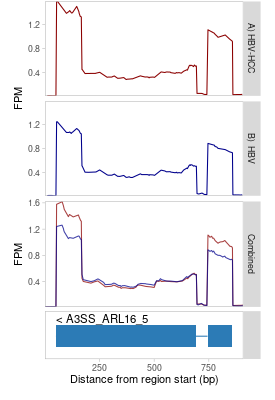 1.2
0.8
0.4
A) HBV-HCC
FPM
1.2
0.8
0.4
B) HBV
1.6
1.2
0.8
0.4
FPM
Combined
< A3SS_ARL16_5
250 500 750
Distance from region start (bp)